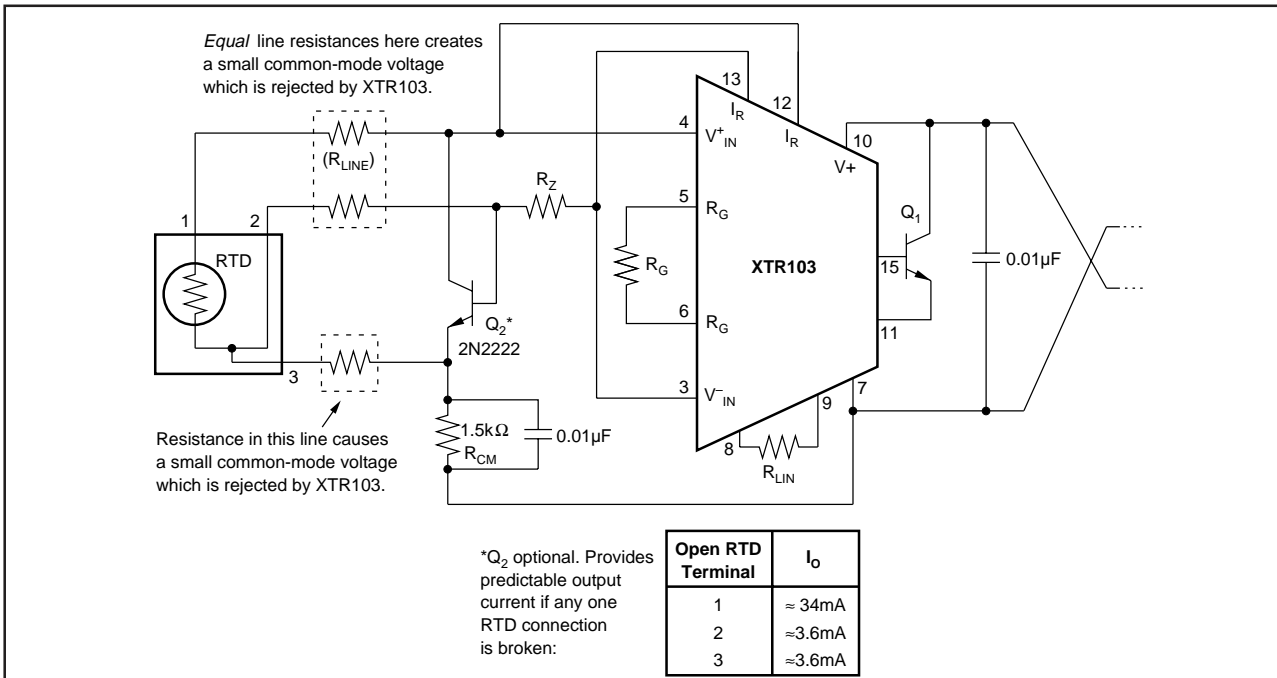 Equal line resistances here creates
a small common-mode voltage
which is rejected by XTR103.
13
I_R
12
I_R
4
V^+_IN
10
V+
(R_LINE)
R_Z
5
R_G
1
2
Q_1
RTD
R_G
XTR103
15
0.01µF
6
R_G
11
Q_2*
2N2222
3
3
V^–_IN
7
9
8
R_LIN
1.5kΩ
R_CM
0.01µF
Resistance in this line causes
a small common-mode voltage
which is rejected by XTR103.
*Q_2 optional. Provides
predictable output
current if any one
RTD connection
is broken:
Open RTD Terminal I_O
1 ≈ 34mA
2 ≈3.6mA
3 ≈3.6mA